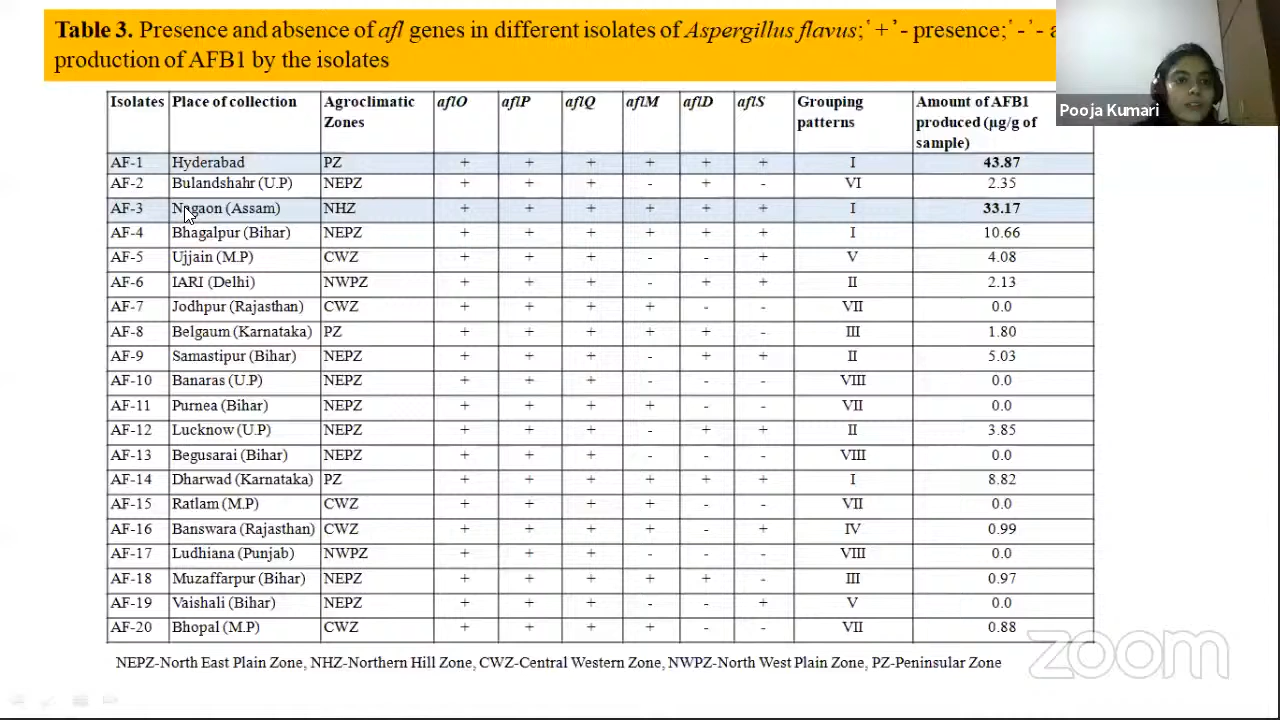 Table 3. Presence and absence of afl genes in different isolates of Aspergillus flavus; ‛+’- presence; ‛-’- a
production of AFB1 by the isolates
Pooja Kumari
Isolates Place of collection Agroclimatic Zones aflO aflP aflQ aflM aflD aflS Grouping patterns Amount of AFB1 produced (µg/g of sample)
AF-1 Hyderabad PZ + + + + + + I 43.87
AF-2 Bulandshahr (U.P) NEPZ + + + - + - VI 2.35
AF-3 Nagaon (Assam) NHZ + + + + + + I 33.17
AF-4 Bhagalpur (Bihar) NEPZ + + + + + + I 10.66
AF-5 Ujjain (M.P) CWZ + + + - - + V 4.08
AF-6 IARI (Delhi) NWPZ + + + - + + II 2.13
AF-7 Jodhpur (Rajasthan) CWZ + + + + - - VII 0.0
AF-8 Belgaum (Karnataka) PZ + + + + + - III 1.80
AF-9 Samastipur (Bihar) NEPZ + + + - + + II 5.03
AF-10 Banaras (U.P) NEPZ + + + - - - VIII 0.0
AF-11 Purnea (Bihar) NEPZ + + + + - - VII 0.0
AF-12 Lucknow (U.P) NEPZ + + + - + + II 3.85
AF-13 Begusarai (Bihar) NEPZ + + + - - - VIII 0.0
AF-14 Dharwad (Karnataka) PZ + + + + + + I 8.82
AF-15 Ratlam (M.P) CWZ + + + + - - VII 0.0
AF-16 Banswara (Rajasthan) CWZ + + + + - + IV 0.99
AF-17 Ludhiana (Punjab) NWPZ + + + - - - VIII 0.0
AF-18 Muzaffarpur (Bihar) NEPZ + + + + + - III 0.97
AF-19 Vaishali (Bihar) NEPZ + + + - - + V 0.0
AF-20 Bhopal (M.P) CWZ + + + + - - VII 0.88
NEPZ-North East Plain Zone, NHZ-Northern Hill Zone, CWZ-Central Western Zone, NWPZ-North West Plain Zone, PZ-Peninsular Zone
zoom